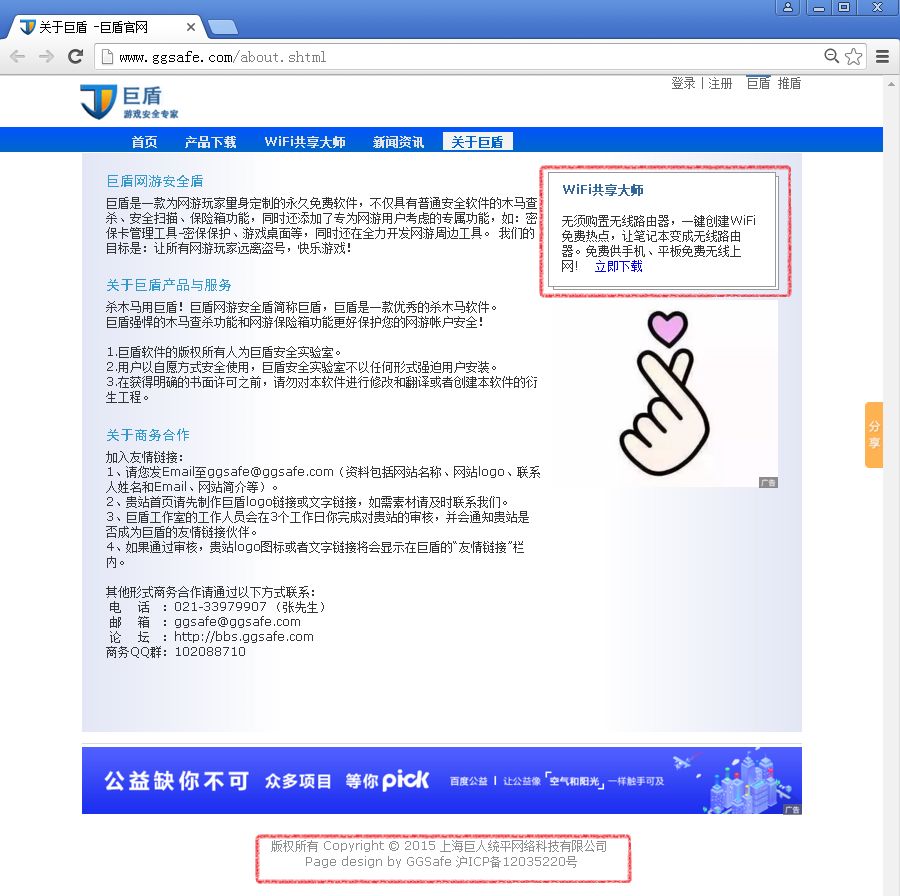 关于巨盾 -巨盾官网
www.ggsafe.com/about.shtml
登录 | 注册 巨盾 推盾
巨盾
游戏安全专家
首页 产品下载 WiFi共享大师 新闻资讯 关于巨盾
巨盾网游安全盾
巨盾是一款为网游玩家量身定制的永久免费软件，不仅具有普通安全软件的木马查
杀、安全扫描、保险箱功能，同时还添加了专为网游用户考虑的专属功能，如：密
保卡管理工具-密保保护、游戏桌面等，同时还在全力开发网游周边工具。 我们的
目标是：让所有网游玩家远离盗号，快乐游戏！
关于巨盾产品与服务
杀木马用巨盾！巨盾网游安全盾简称巨盾，巨盾是一款优秀的杀木马软件。
巨盾强悍的木马查杀功能和网游保险箱功能更好保护您的网游帐户安全！
1.巨盾软件的版权所有人为巨盾安全实验室。
2.用户以自愿方式安全使用，巨盾安全实验室不以任何形式强迫用户安装。
3.在获得明确的书面许可之前，请勿对本软件进行修改和翻译或者创建本软件的衍
生工程。
关于商务合作
加入友情链接：
1、请您发Email至ggsafe@ggsafe.com（资料包括网站名称、网站logo、联系
人姓名和Email、网站简介等）。
2、贵站首页请先制作巨盾logo链接或文字链接，如需素材请及时联系我们。
3、巨盾工作室的工作人员会在3个工作日你完成对贵站的审核，并会通知贵站是
否成为巨盾的友情链接伙伴。
4、如果通过审核，贵站logo图标或者文字链接将会显示在巨盾的“友情链接”栏
内。
其他形式商务合作请通过以下方式联系：
电 话 ：021-33979907（张先生）
邮 箱 ：ggsafe@ggsafe.com
论 坛 ：http://bbs.ggsafe.com
商务QQ群：102088710
WiFi共享大师
无须购置无线路由器，一键创建WiFi
免费热点，让笔记本变成无线路由
器。免费供手机、平板免费无线上
网！ 立即下载
广告
分
享
公益缺你不可 众多项目 等你pick 百度公益 | 让公益像「空气和阳光」一样触手可及
广告
版权所有 Copyright © 2015 上海巨人统平网络科技有限公司
Page design by GGSafe 沪ICP备12035220号